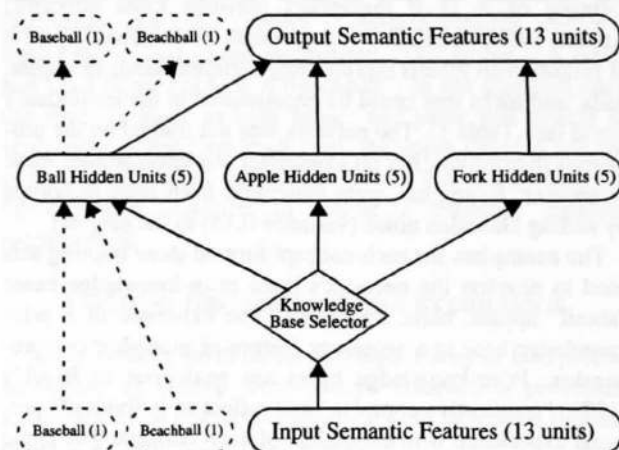 Baseball (1) Beachball (1) Output Semantic Features (13 units)
Ball Hidden Units (5) Apple Hidden Units (5) Fork Hidden Units (5)
Knowledge
Base Selector
Baseball (1) Beachball (1) Input Semantic Features (13 units)